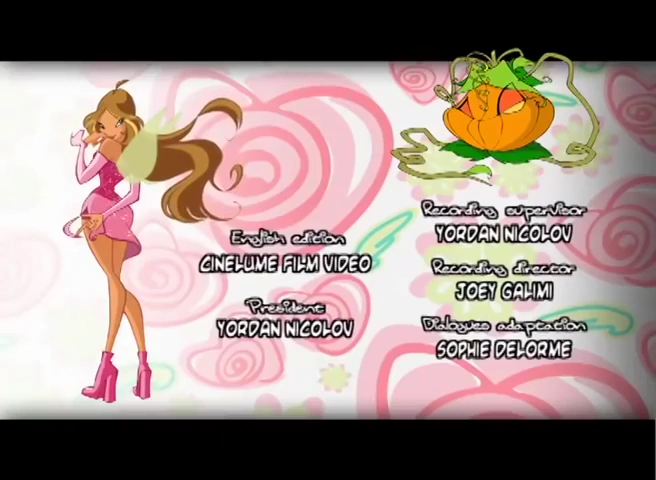 English edition
CINELUME FILM VIDEO
President
YORDAN NICOLOV
Recording supervisor
YORDAN NICOLOV
Recording director
JOEY GALIMI
Dialogues adaptation
SOPHIE DELORME